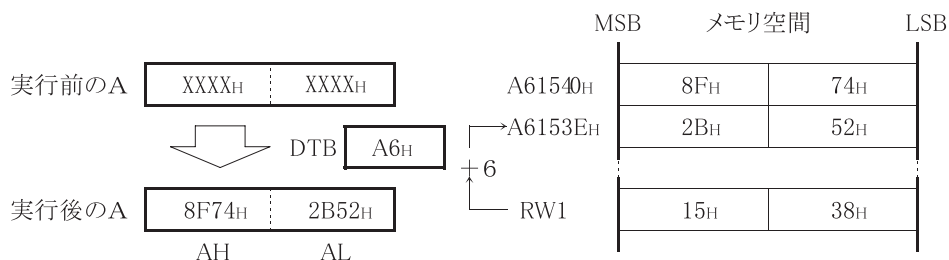 MSB メモリ空間 LSB
実行前のA XXXXH XXXXH A61540H 8FH 74H
A6153EH 2BH 52H
DTB A6H
+6
実行後のA 8F74H 2B52H RW1 15H 38H
AH AL